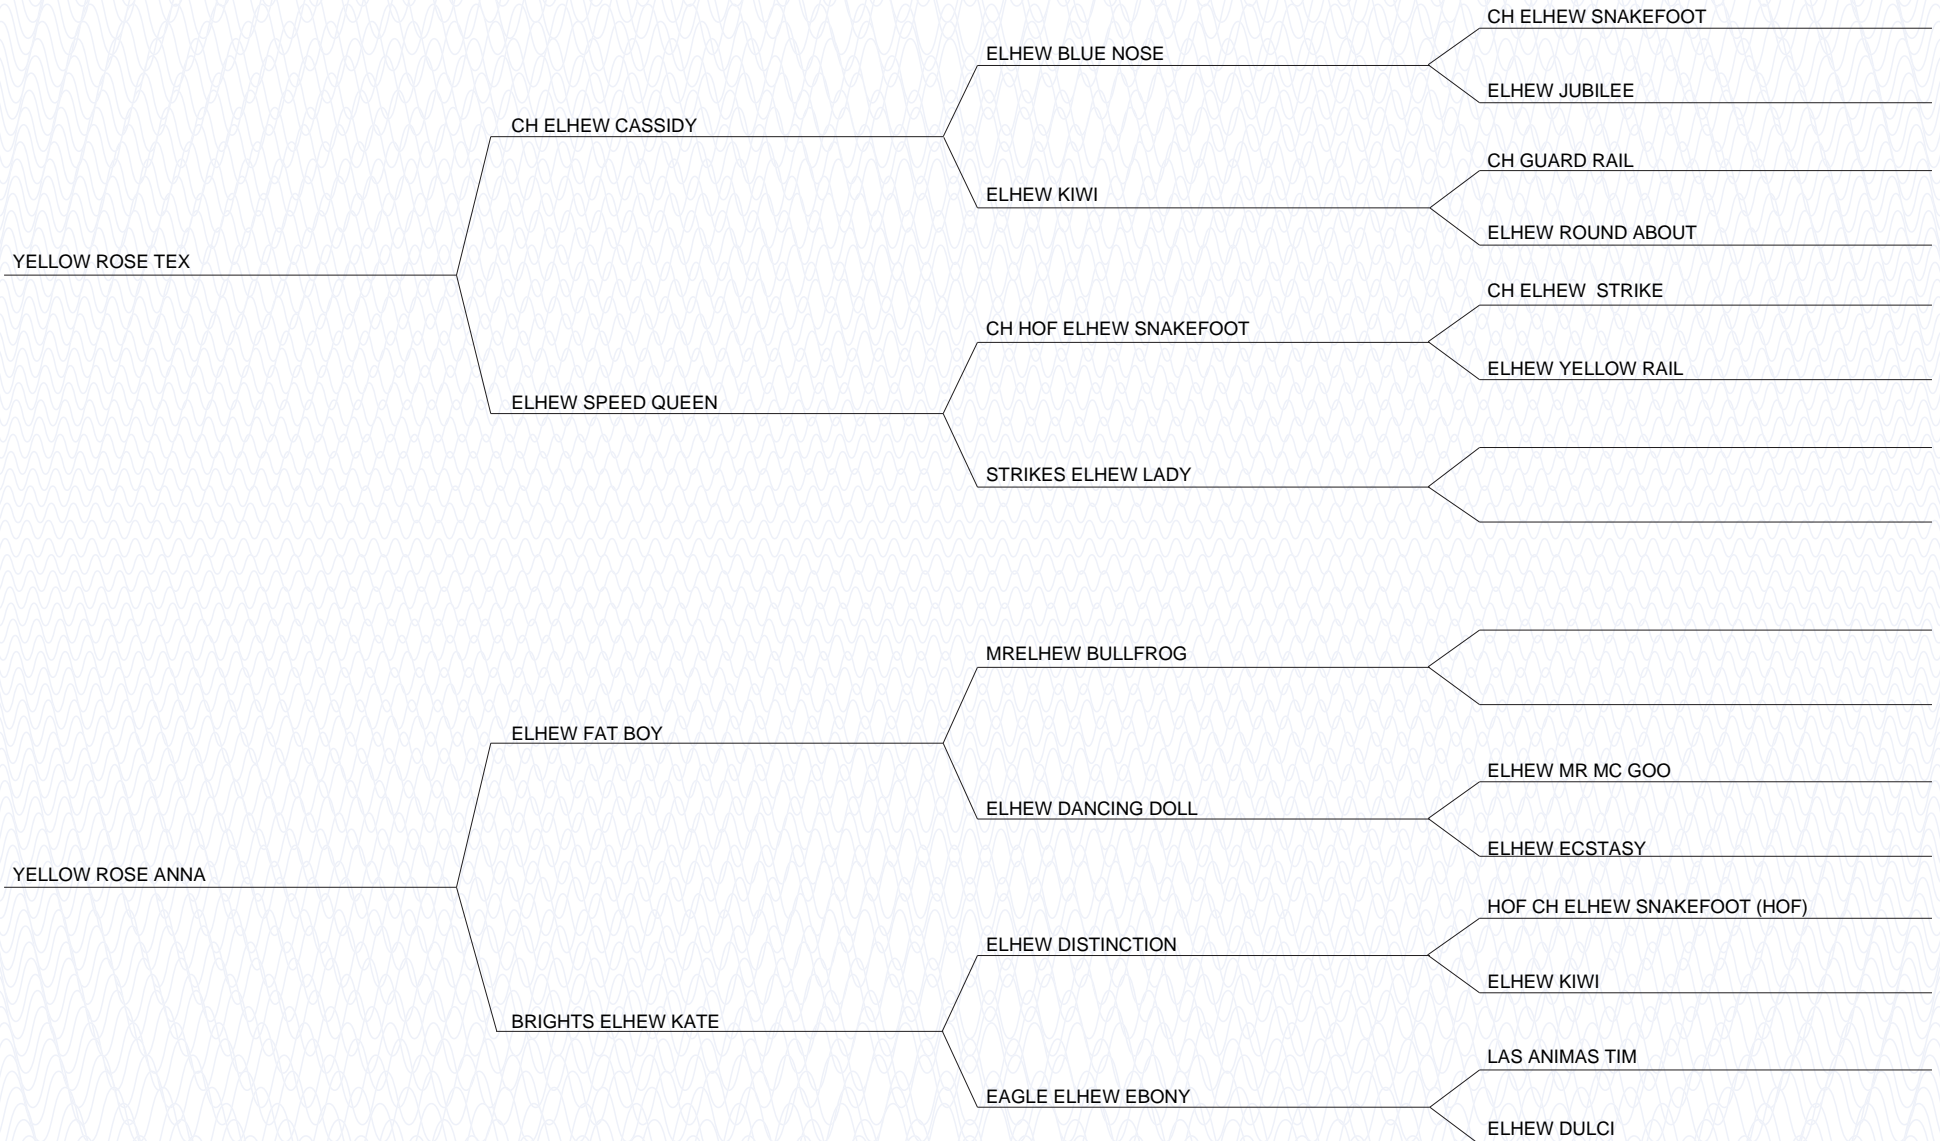 CH ELHEW SNAKEFOOT
ELHEW BLUE NOSE
ELHEW JUBILEE
CH ELHEW CASSIDY
CH GUARD RAIL
ELHEW KIWI
ELHEW ROUND ABOUT
YELLOW ROSE TEX
CH ELHEW  STRIKE
CH HOF ELHEW SNAKEFOOT
ELHEW YELLOW RAIL
ELHEW SPEED QUEEN
STRIKES ELHEW LADY
MRELHEW BULLFROG
ELHEW FAT BOY
ELHEW MR MC GOO
ELHEW DANCING DOLL
ELHEW ECSTASY
YELLOW ROSE ANNA
HOF CH ELHEW SNAKEFOOT (HOF)
ELHEW DISTINCTION
ELHEW KIWI
BRIGHTS ELHEW KATE
LAS ANIMAS TIM
EAGLE ELHEW EBONY
ELHEW DULCI